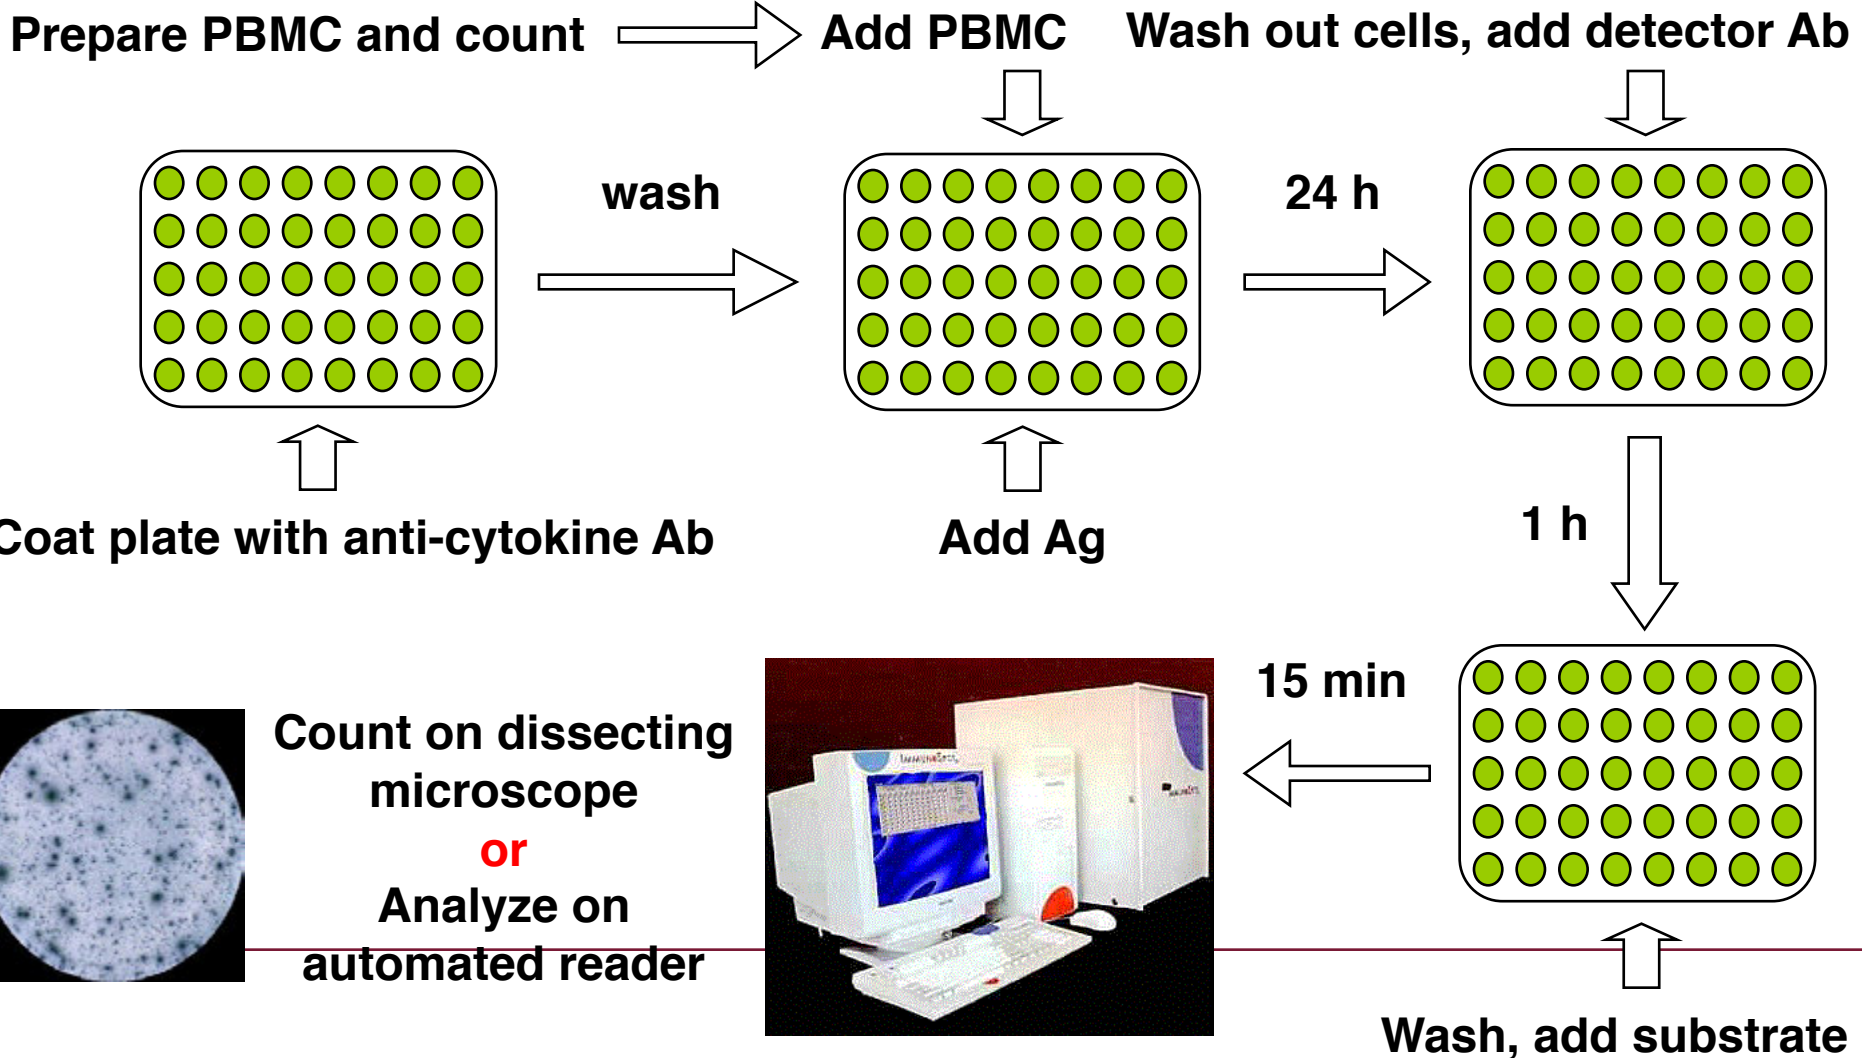 Prepare PBMC and count
Add PBMC
Wash out cells, add detector Ab
wash
24 h
Coat plate with anti-cytokine Ab
Add Ag
1 h
15 min
Count on dissecting
microscope
or
Analyze on
automated reader
Wash, add substrate